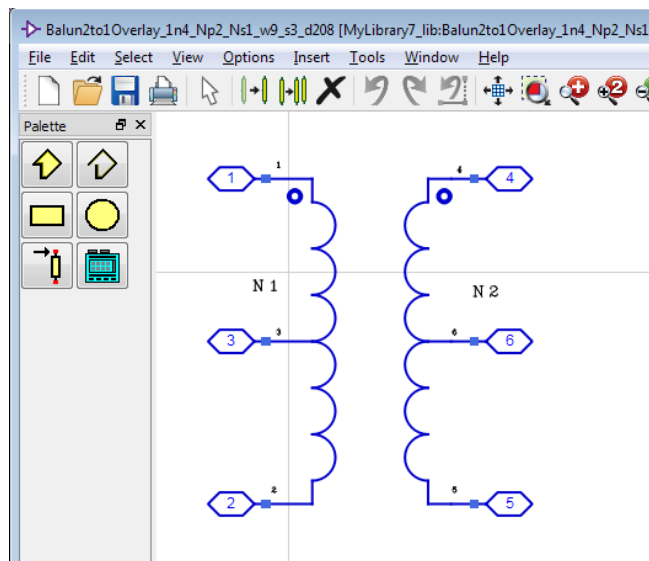 Balun2to1Overlay_1n4_Np2_Ns1_w9_s3_d208 [MyLibrary7_lib:Balun2to1Overlay_1n4_Np2_Ns1
File Edit Select View Options Insert Tools Window Help
2
Palette
1 1 4 4
N 1 N 2
3 3 6 6
2 2 5 5